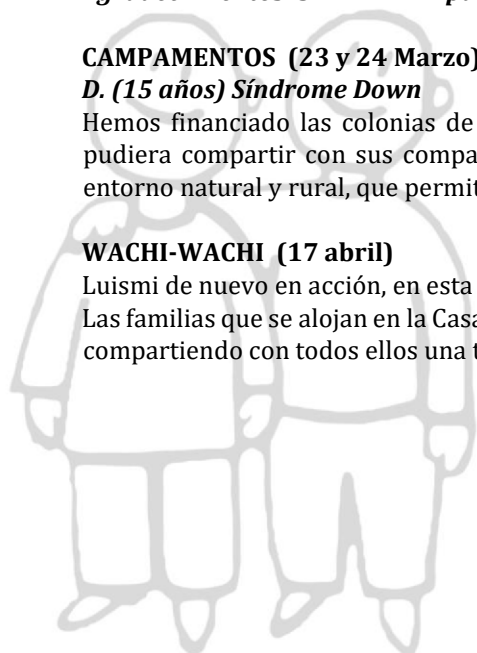 CAMPAMENTOS (23 y 24 Marzo)
D. (15 años) Síndrome Down
Hemos financiado las colonias de
pudiera compartir con sus compa
entorno natural y rural, que permit
WACHI-WACHI (17 abril)
Luismi de nuevo en acción, en esta
Las familias que se alojan en la Casa
compartiendo con todos ellos una t